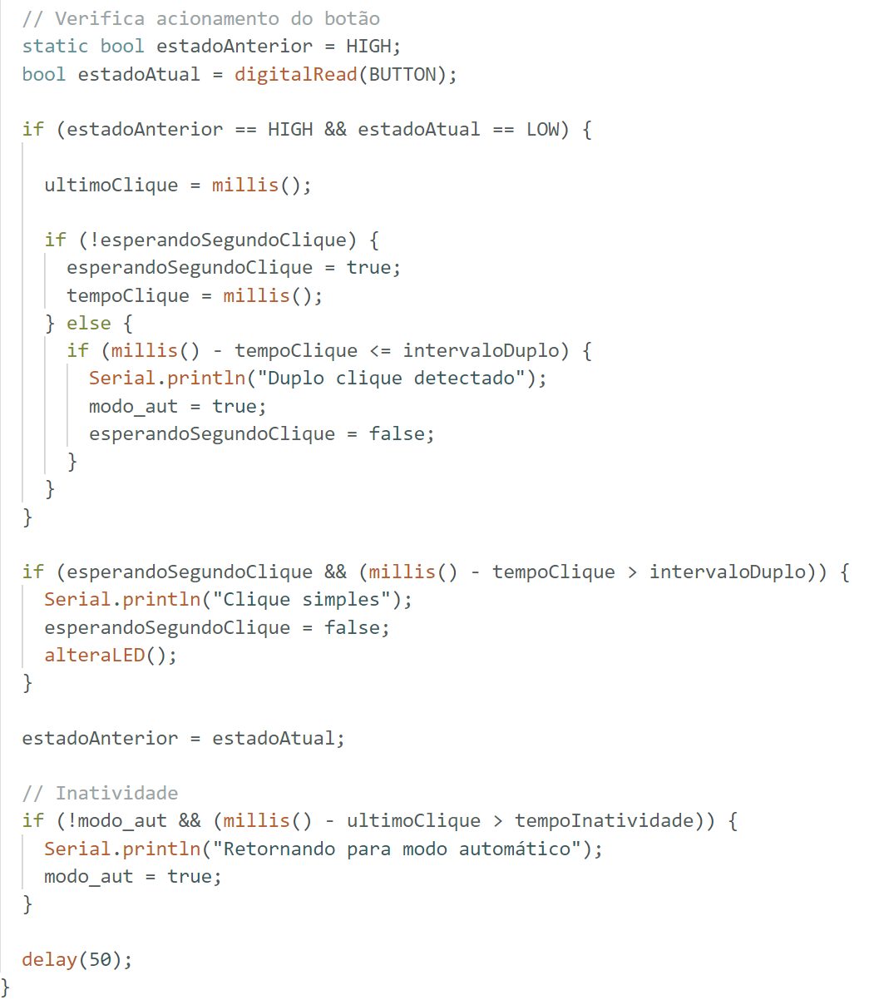 // Verifica acionamento do botão
static bool estadoAnterior = HIGH;
bool estadoAtual = digitalRead(BUTTON);
if (estadoAnterior == HIGH && estadoAtual == LOW) {
ultimoClique = millis();
if (!esperandoSegundoClique) {
esperandoSegundoClique = true;
tempoClique = millis();
} else {
if (millis() - tempoClique <= intervaloDuplo) {
Serial.println("Duplo clique detectado");
modo_aut = true;
esperandoSegundoClique = false;
}
}
}
if (esperandoSegundoClique && (millis() - tempoClique > intervaloDuplo)) {
Serial.println("Clique simples");
esperandoSegundoClique = false;
alteraLED();
}
estadoAnterior = estadoAtual;
// Inatividade
if (!modo_aut && (millis() - ultimoClique > tempoInatividade)) {
Serial.println("Retornando para modo automático");
modo_aut = true;
}
delay(50);
}